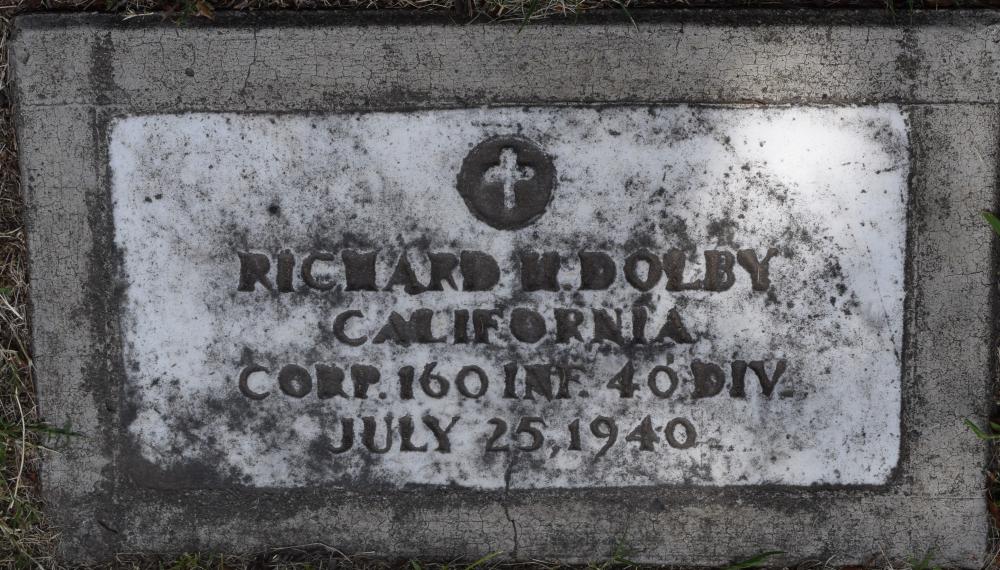 RICHARD H. DOLBY
CALIFORNIA
CORP. 160 INF. 40 DIV.
JULY 25, 1940